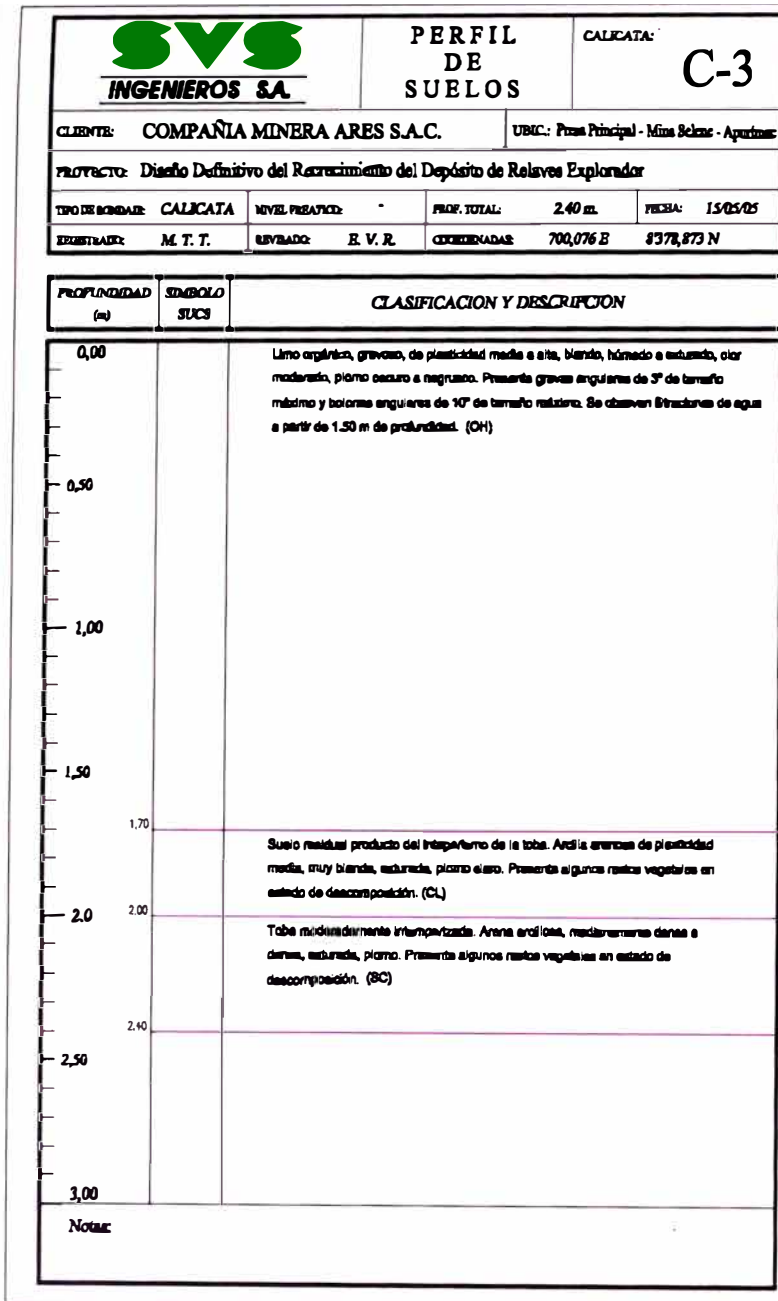 SVS
INGENIEROS S.A.
PERFIL
DE
SUELOS
CALICATA:
C-3
CLIENTE: COMPAÑIA MINERA ARES S.A.C.
UBIC.: Presa Principal - Mina Selene - Apurimac
PROYECTO: Diseño Definitivo del Recrecimiento del Depósito de Relaves Explorador
TIPO DE SONDAJE: CALICATA NIVEL FREATICO: - PROF. TOTAL: 2.40 m. FECHA: 15/05/05
REGISTRADO: M. T. T. REVISADO: E. V. R. COORDENADAS: 700,076 E 8'378,873 N
PROFUNDIDAD
(m)
SIMBOLO
SUCS
CLASIFICACION Y DESCRIPCION
0,00
Limo orgánico, gravoso, de plasticidad media a alta, blando, húmedo a saturado, olor
moderado, plomo oscuro a negrusco. Presenta gravas angulares de 3" de tamaño
máximo y bolones angulares de 10" de tamaño máximo. Se observan filtraciones de agua
a partir de 1.50 m de profundidad. (OH)
0,50
1,00
1,50
1,70
Suelo residual producto del intemperismo de la toba. Arcilla arenosa de plasticidad
media, muy blanda, saturada, plomo claro. Presenta algunos restos vegetales en
estado de descomposición. (CL)
2.0
2.00
Toba moderadamente intemperizada. Arena arcillosa, medianamente densa a
densa, saturada, plomo. Presenta algunos restos vegetales en estado de
descomposición. (SC)
2.40
2,50
3,00
Notas: